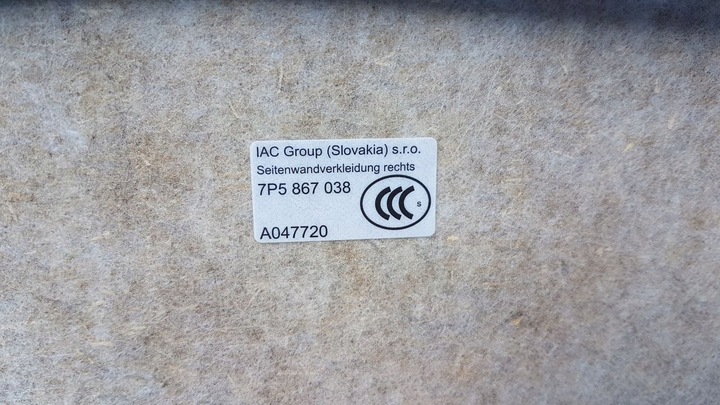 IAC Group (Slovakia) s.r.o.
Seitenwandverkleidung rechts
7P5 867 038
CCC S
A047720